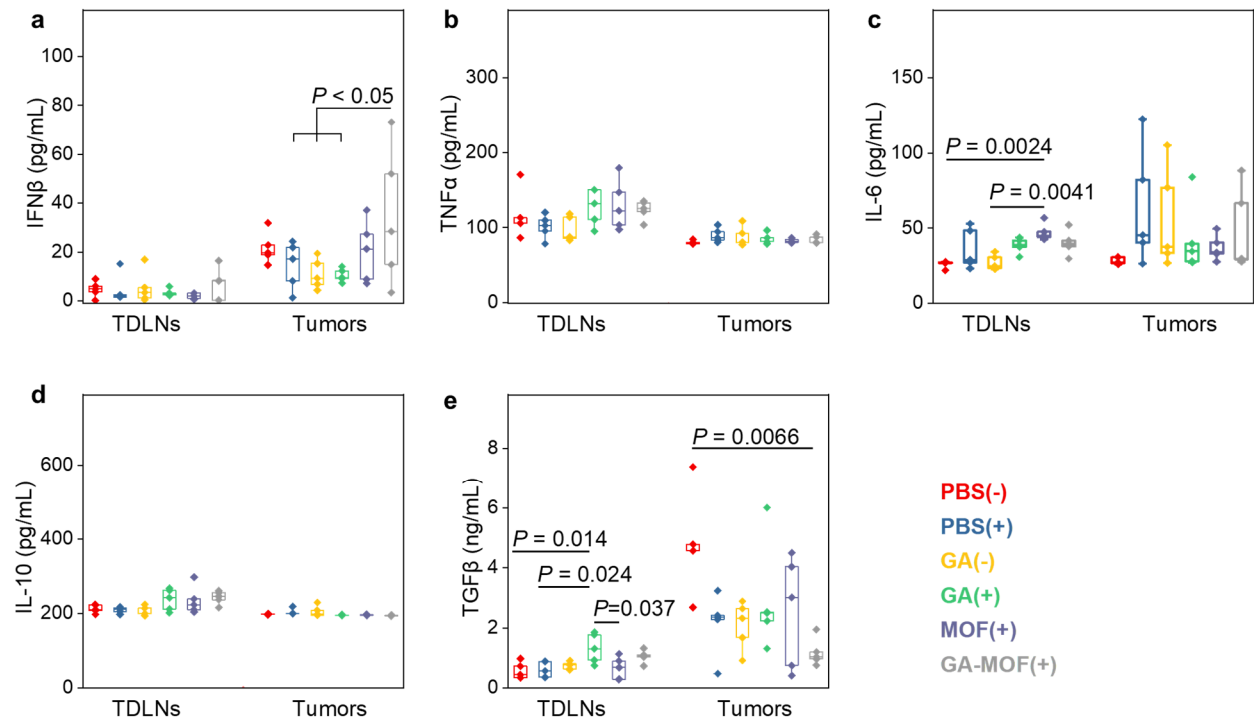 a
IFNβ (pg/mL)
100
80
60
40
20
0
P < 0.05
TDLNs
Tumors
b
TNFα (pg/mL)
300
200
100
0
TDLNs
Tumors
c
IL-6 (pg/mL)
150
100
50
0
P = 0.0024
P = 0.0041
TDLNs
Tumors
d
IL-10 (pg/mL)
600
400
200
0
TDLNs
Tumors
e
TGFβ (ng/mL)
8
6
4
2
0
P = 0.0066
P = 0.014
P = 0.024
P=0.037
TDLNs
Tumors
PBS(-)
PBS(+)
GA(-)
GA(+)
MOF(+)
GA-MOF(+)